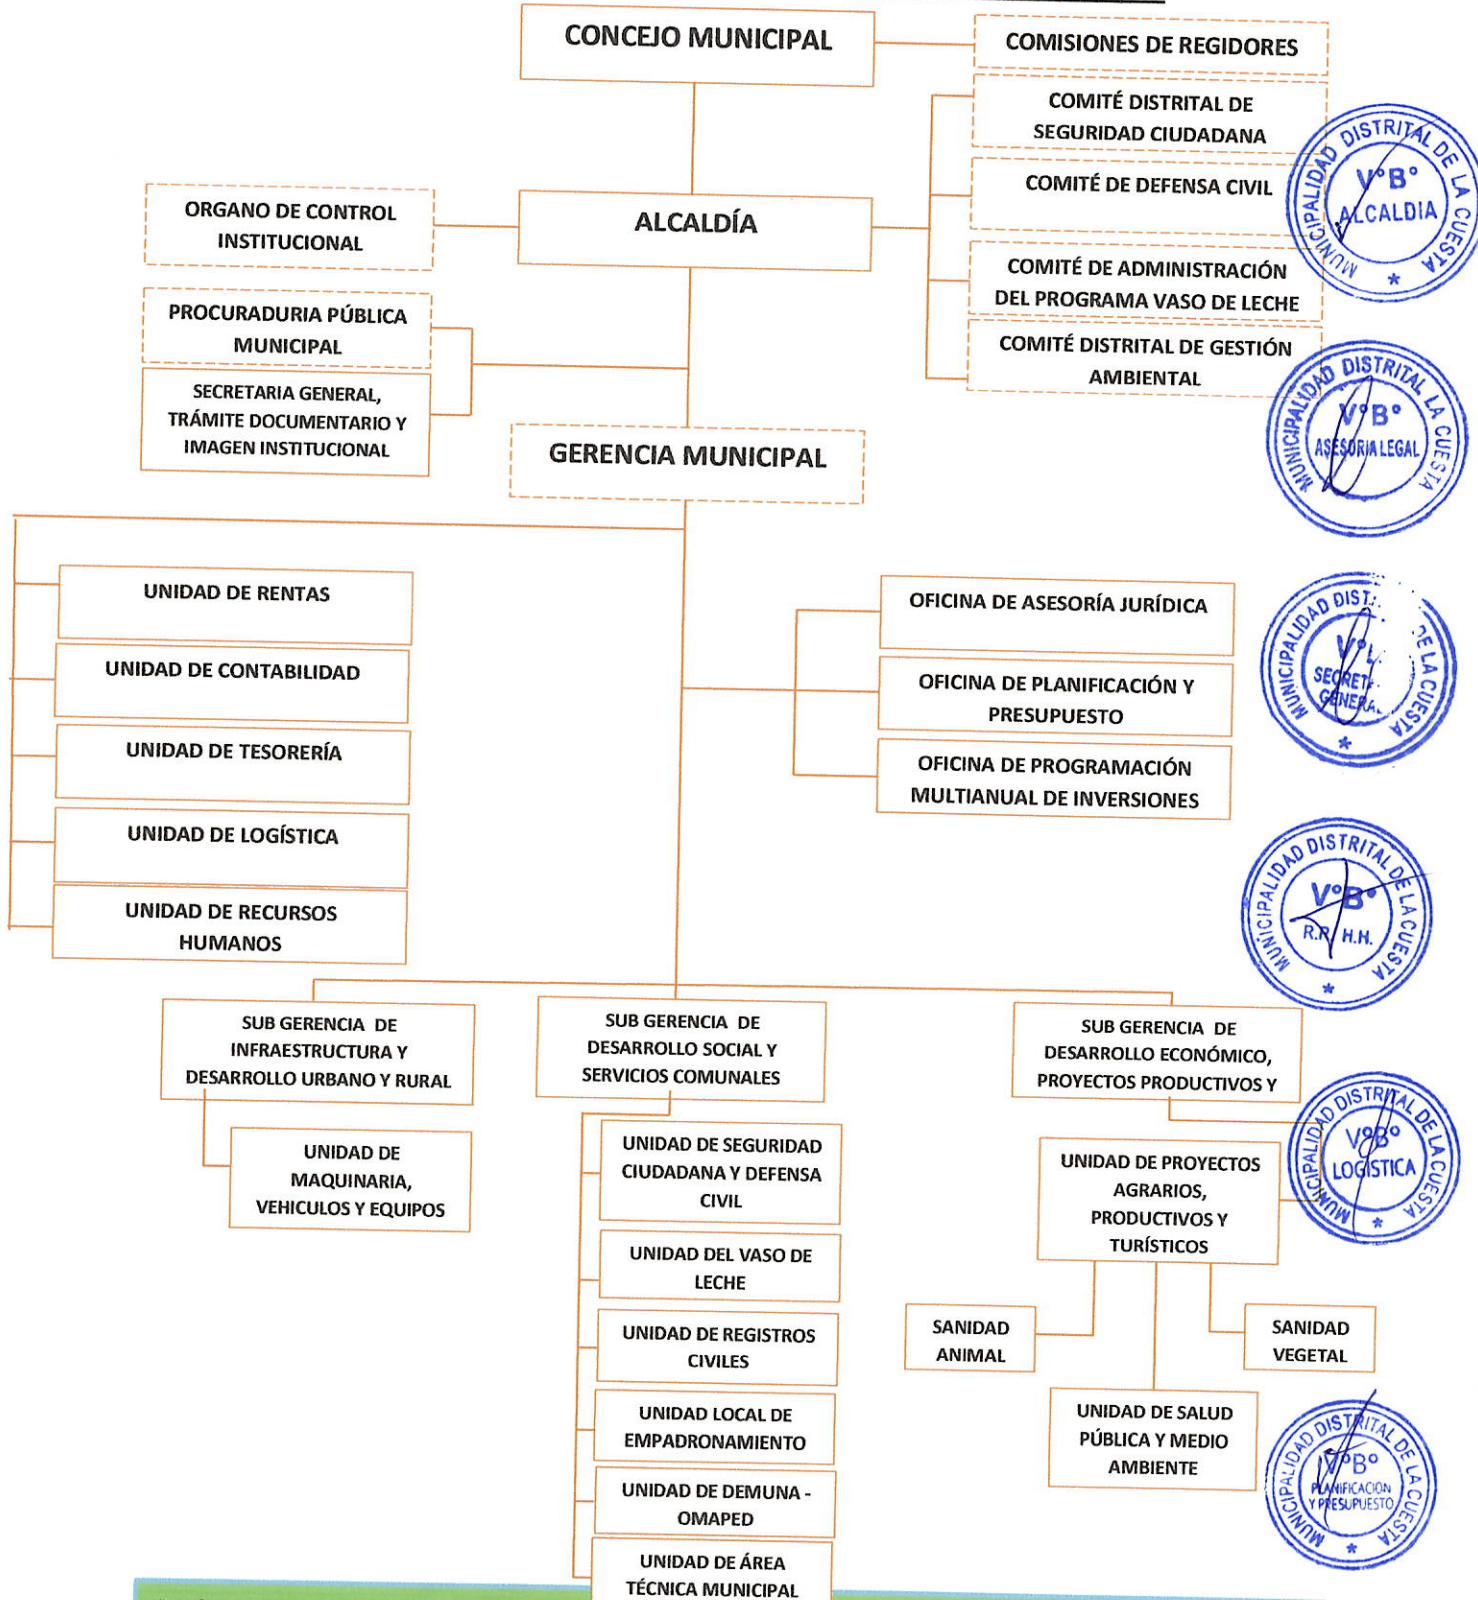 CONCEJO MUNICIPAL
COMISIONES DE REGIDORES
COMITÉ DISTRITAL DE
SEGURIDAD CIUDADANA
COMITÉ DE DEFENSA CIVIL
ORGANO DE CONTROL
INSTITUCIONAL
ALCALDÍA
COMITÉ DE ADMINISTRACIÓN
DEL PROGRAMA VASO DE LECHE
PROCURADURIA PÚBLICA
MUNICIPAL
COMITÉ DISTRITAL DE GESTIÓN
AMBIENTAL
SECRETARIA GENERAL,
TRÁMITE DOCUMENTARIO Y
IMAGEN INSTITUCIONAL
GERENCIA MUNICIPAL
UNIDAD DE RENTAS
UNIDAD DE CONTABILIDAD
UNIDAD DE TESORERÍA
UNIDAD DE LOGÍSTICA
UNIDAD DE RECURSOS
HUMANOS
OFICINA DE ASESORÍA JURÍDICA
OFICINA DE PLANIFICACIÓN Y
PRESUPUESTO
OFICINA DE PROGRAMACIÓN
MULTIANUAL DE INVERSIONES
SUB GERENCIA DE
INFRAESTRUCTURA Y
DESARROLLO URBANO Y RURAL
UNIDAD DE
MAQUINARIA,
VEHICULOS Y EQUIPOS
SUB GERENCIA DE
DESARROLLO SOCIAL Y
SERVICIOS COMUNALES
UNIDAD DE SEGURIDAD
CIUDADANA Y DEFENSA
CIVIL
UNIDAD DEL VASO DE
LECHE
UNIDAD DE REGISTROS
CIVILES
UNIDAD LOCAL DE
EMPADRONAMIENTO
UNIDAD DE DEMUNA -
OMAPED
UNIDAD DE ÁREA
TÉCNICA MUNICIPAL
SUB GERENCIA DE
DESARROLLO ECONÓMICO,
PROYECTOS PRODUCTIVOS Y
UNIDAD DE PROYECTOS
AGRARIOS,
PRODUCTIVOS Y
TURÍSTICOS
SANIDAD
ANIMAL
SANIDAD
VEGETAL
UNIDAD DE SALUD
PÚBLICA Y MEDIO
AMBIENTE
MUNICIPALIDAD DISTRITAL DE LA CUESTA
V°B°
ALCALDIA
MUNICIPALIDAD DISTRITAL LA CUESTA
V°B°
ASESORIA LEGAL
MUNICIPALIDAD
DE LA CUESTA
MUNICIPALIDAD DISTRITAL DE LA CUESTA
V°B°
R.R. H.H.
MUNICIPALIDAD DISTRITAL DE LA CUESTA
V°B°
LOGISTICA
MUNICIPALIDAD DISTRITAL DE LA CUESTA
V°B°
PLANIFICACION
Y PRESUPUESTO